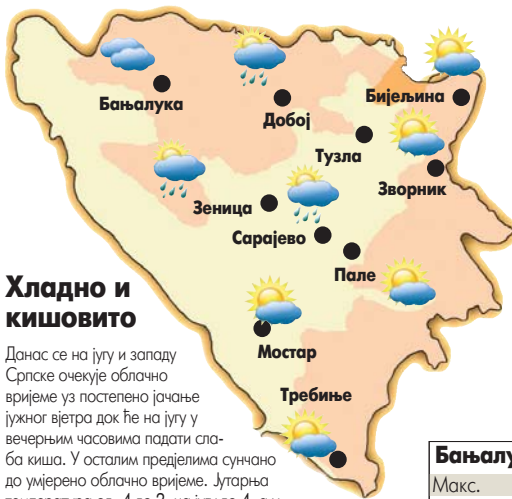 Бањалука
Добој
Бијељина
Тузла
Зворник
Зеница
Сарајево
Пале
Мостар
Требиње
Хладно и
кишовито
Данас се на југу и западу
Српске очекује облачно
вријеме уз постепено јачање
јужног вјетра док ће на југу у
вечерњим часовима падати сла-
ба киша. У осталим предјелима сунчано
до умјерено облачно вријеме. Јутарња
Макс.